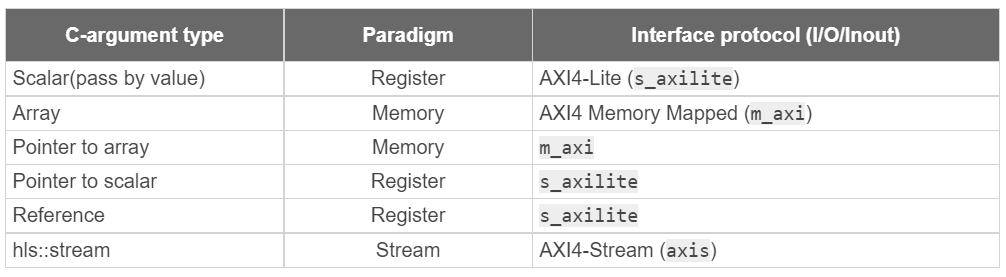 C-argument type Paradigm Interface protocol (I/O/Inout)
Scalar(pass by value) Register AXI4-Lite (s_axilite)
Array Memory AXI4 Memory Mapped (m_axi)
Pointer to array Memory m_axi
Pointer to scalar Register s_axilite
Reference Register s_axilite
hls::stream Stream AXI4-Stream (axis)